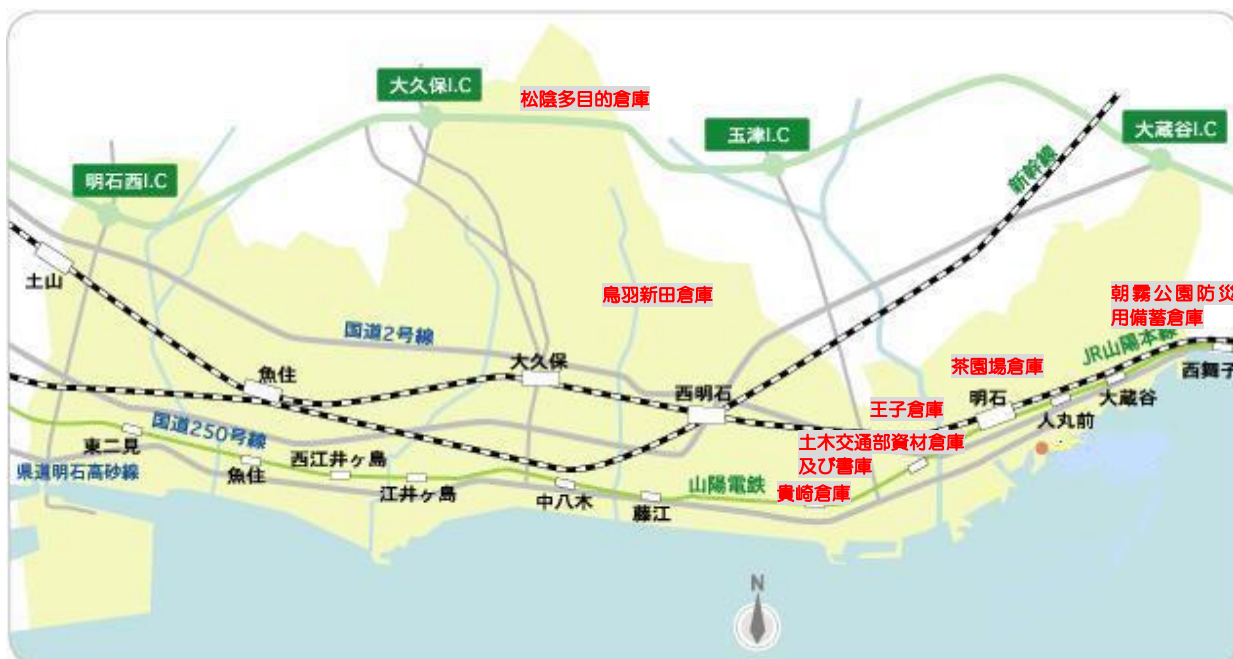 大久保I.C
松陰多目的倉庫
玉津I.C
大蔵谷I.C
明石西I.C
新幹線
土山
鳥羽新田倉庫
朝霧公園防災
用備蓄倉庫
国道2号線
大久保
JR山陽本線
西舞子
魚住
茶園場倉庫
西明石
明石
大蔵谷
王子倉庫
人丸前
国道250号線
東二見
土木交通部資材倉庫
及び書庫
西江井ヶ島
県道明石高砂線
魚住
江井ヶ島
山陽電鉄
貴崎倉庫
中八木
藤江
N